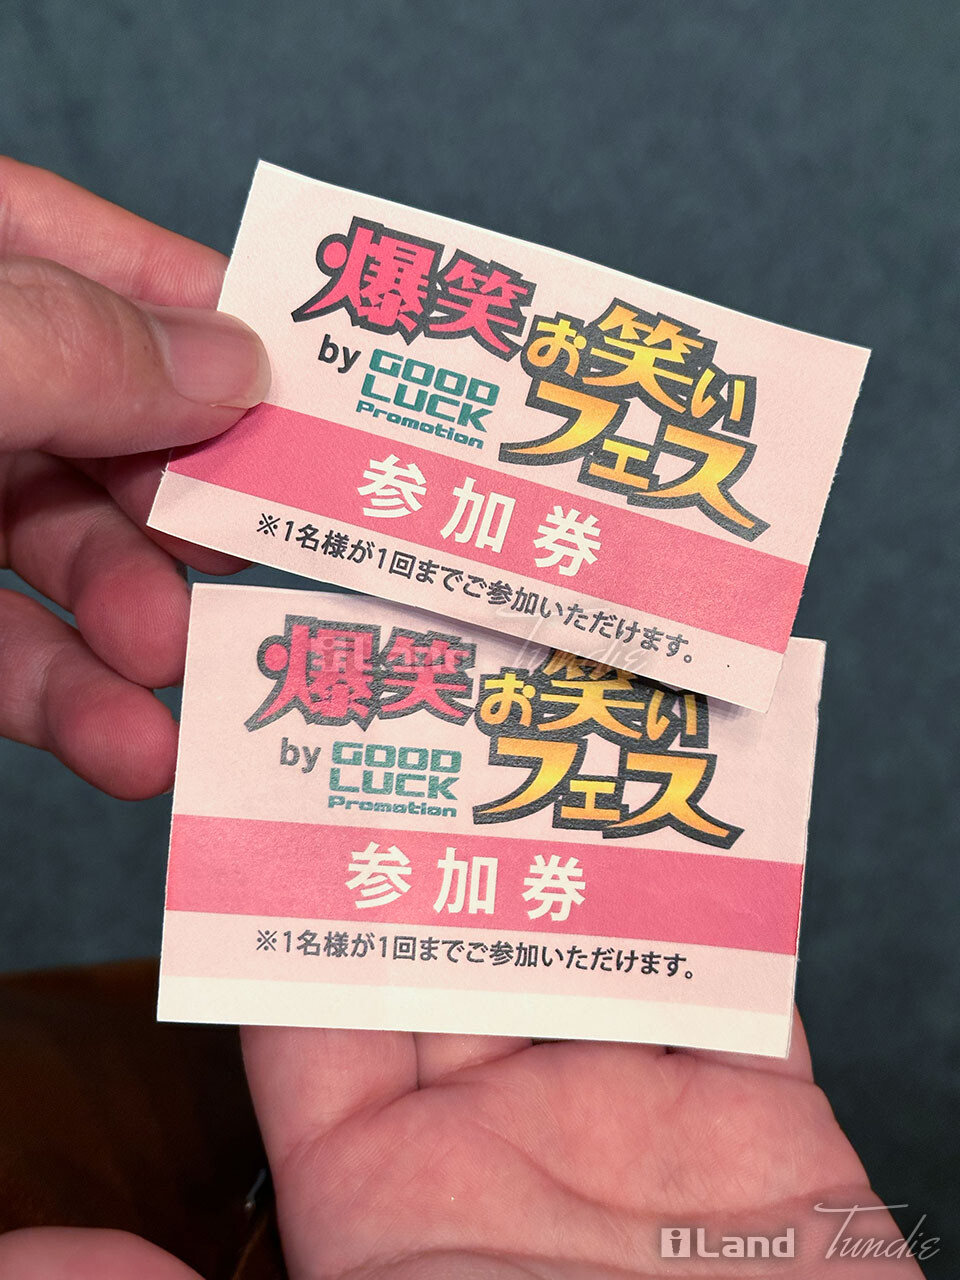 爆笑お笑い
フェス
by GOOD
LUCK
Promotion
参加券
※1名様が1回までご参加いただけます。
爆笑お笑い
フェス
by GOOD
LUCK
Promotion
参加券
※1名様が1回までご参加いただけます。
iLand Tundie
iLand Tundie